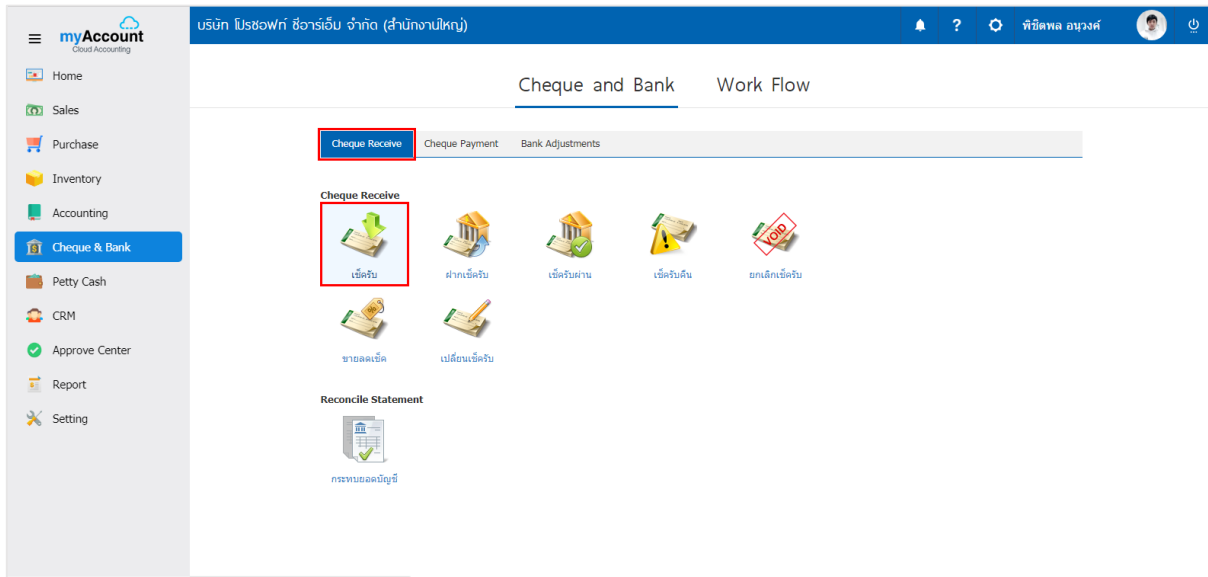 myAccount
Cloud Accounting
บริษัท โปรซอฟท์ ซีอาร์เอ็ม จำกัด (สำนักงานใหญ่)
?
พิชิตพล อนุวงค์
Home
Sales
Purchase
Inventory
Accounting
Cheque & Bank
Petty Cash
CRM
Approve Center
Report
Setting
Cheque and Bank Work Flow
Cheque Receive Cheque Payment Bank Adjustments
Cheque Receive
VOID
เช็ครับ ฝากเช็ครับ เช็ครับผ่าน เช็ครับคืน ยกเลิกเช็ครับ
ขายลดเช็ค เปลี่ยนเช็ครับ
Reconcile Statement
กระทบยอดบัญชี